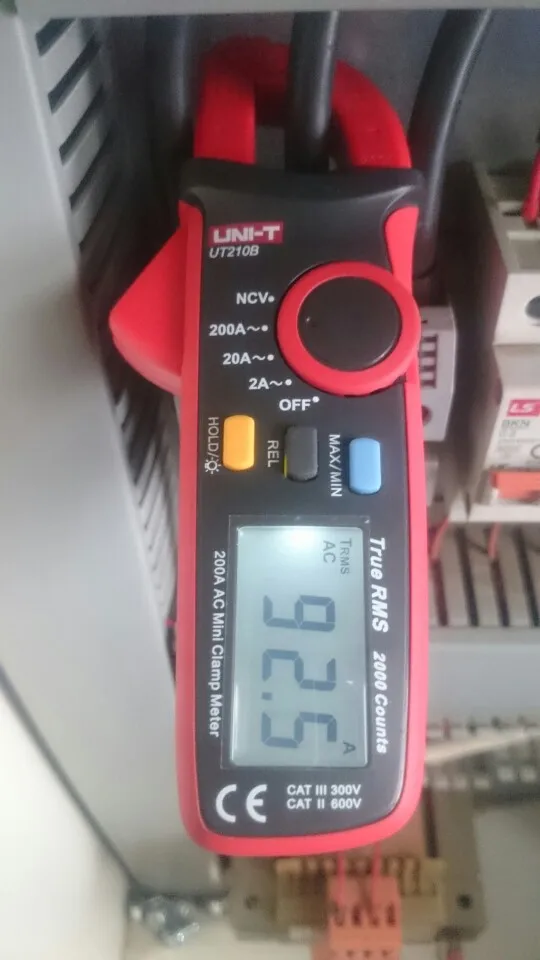 UNI-T
UT210B
NCV
200A~
20A~
2A~
OFF
HOLD/
REL
MAX/MIN
TRMS
AC
92.5
A
True RMS 2000 Counts
200A AC Mini Clamp Meter
CE
CAT III 300V
CAT II 600V
LS
BKN